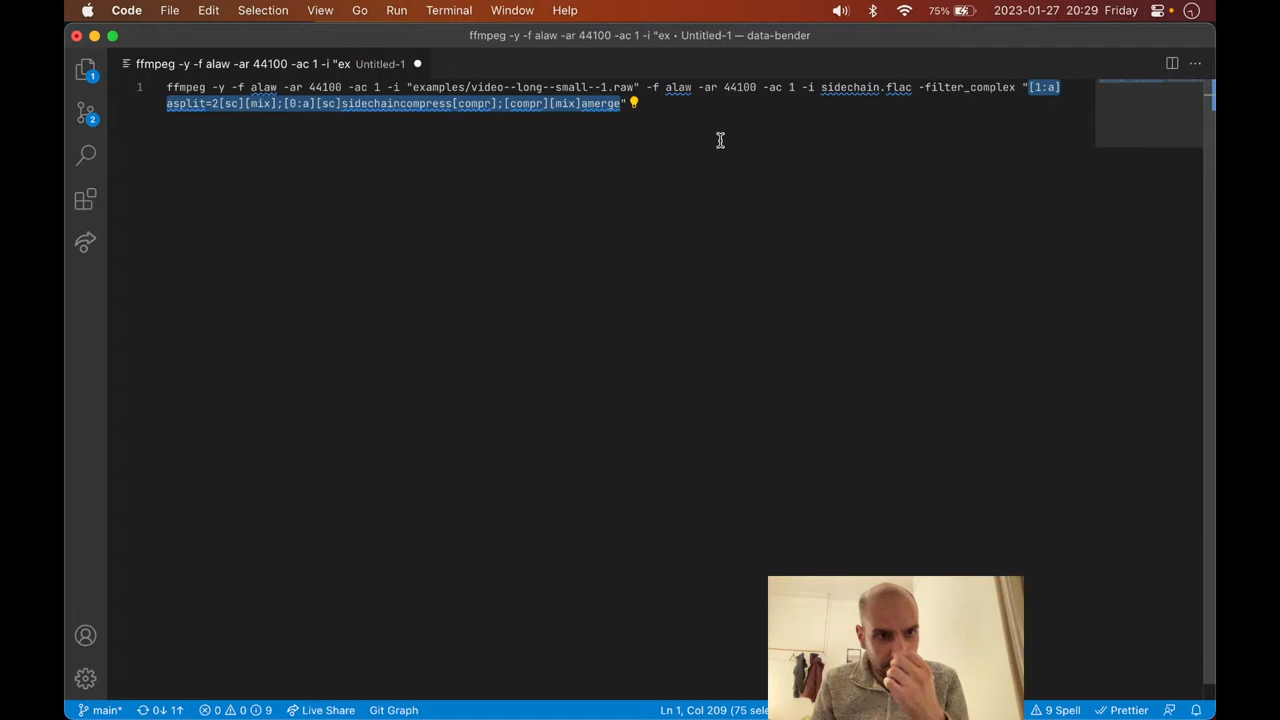 Code File Edit Selection View Go Run Terminal Window Help 75% 2023-01-27 20:29 Friday
ffmpeg -y -f alaw -ar 44100 -ac 1 -i "ex • Untitled-1 — data-bender
ffmpeg -y -f alaw -ar 44100 -ac 1 -i "ex Untitled-1
1 ffmpeg -y -f alaw -ar 44100 -ac 1 -i "examples/video--long--small--1.raw" -f alaw -ar 44100 -ac 1 -i sidechain.flac -filter_complex "[1:a]
asplit=2[sc][mix];[0:a][sc]sidechaincompress[compr];[compr][mix]amerge"
1
2
main* 0↓ 1↑ 0 0 9 Live Share Git Graph Ln 1, Col 209 (75 sele 9 Spell Prettier